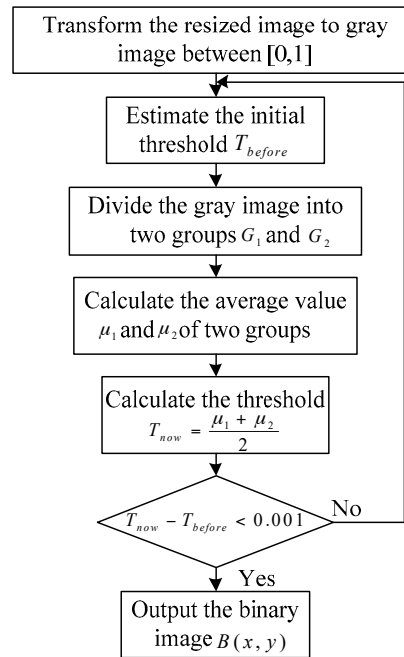 Transform the resized image to gray
image between [0,1]
Estimate the initial
threshold T_before
Divide the gray image into
two groups G_1 and G_2
Calculate the average value
μ_1 and μ_2 of two groups
Calculate the threshold
T_now = (μ_1 + μ_2) / 2
T_now − T_before < 0.001
No
Yes
Output the binary
image B(x, y)